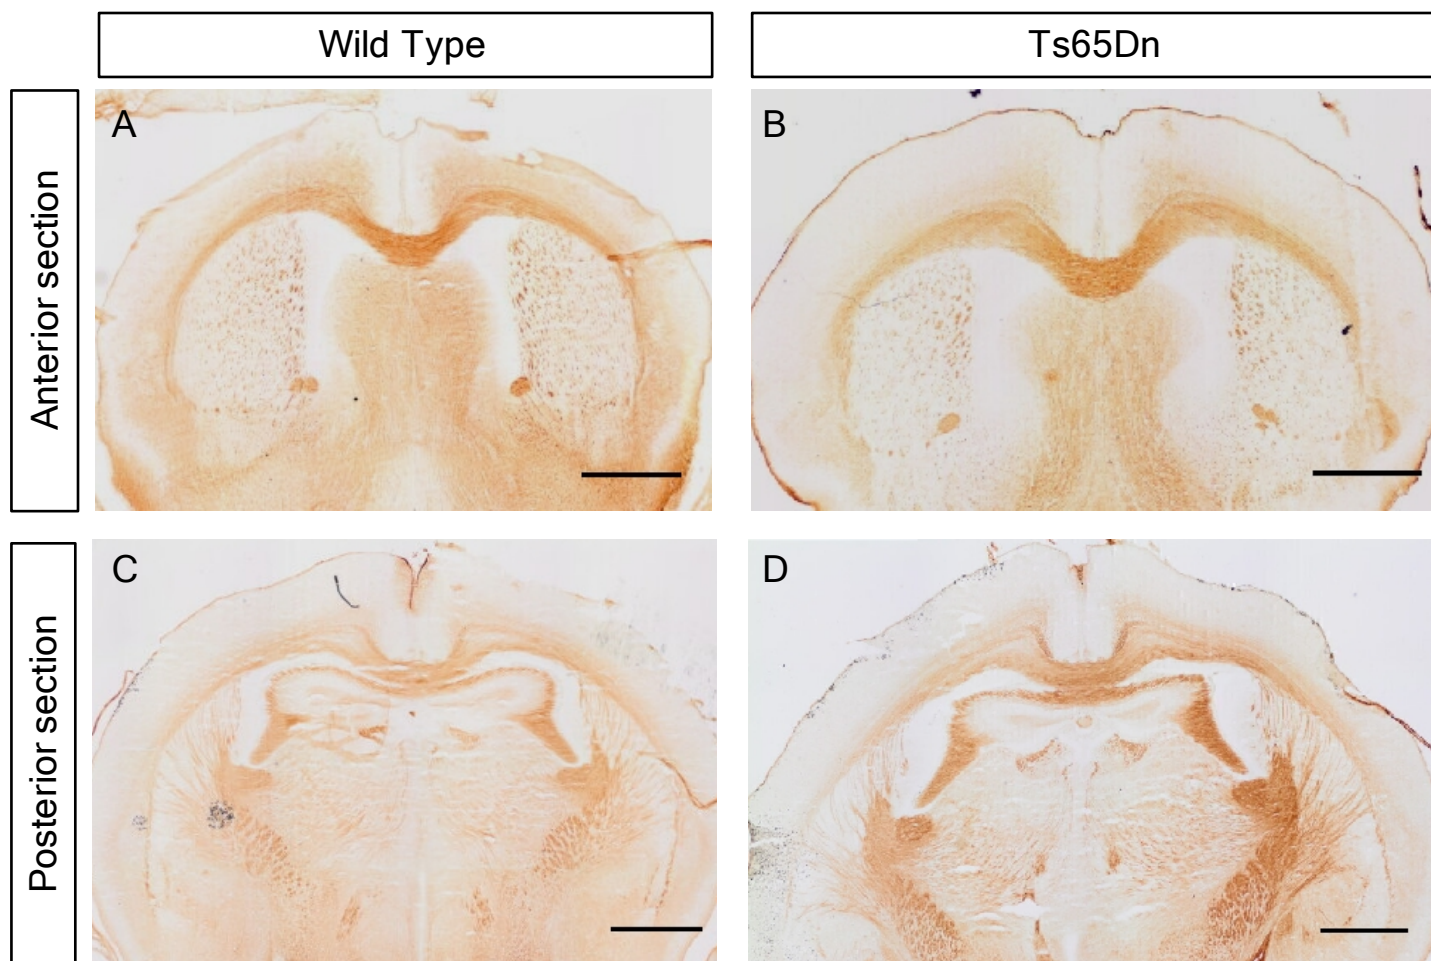 Wild Type
Ts65Dn
Anterior section
A
B
Posterior section
C
D